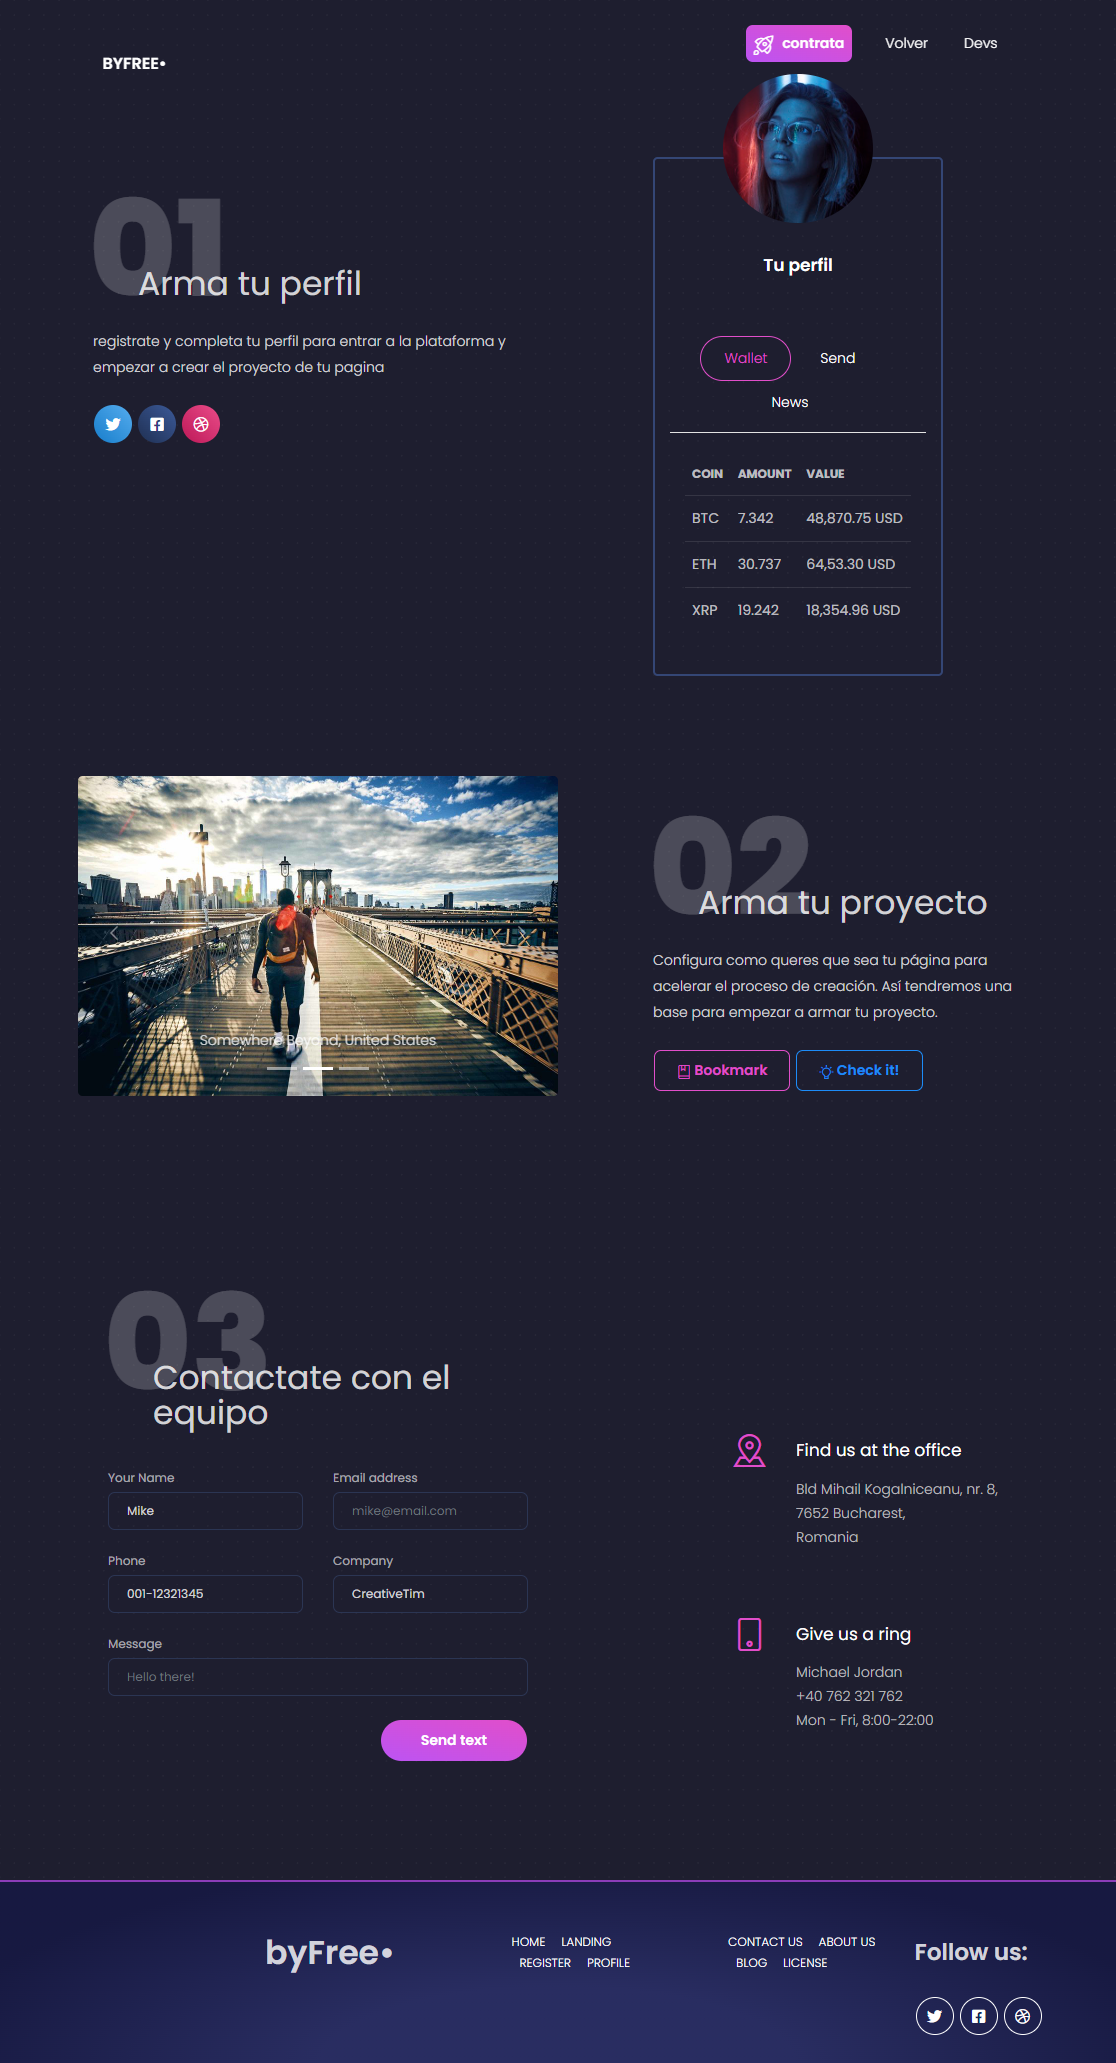 BYFREE•
contrata
Volver
Devs
01
Arma tu perfil
registrate y completa tu perfil para entrar a la plataforma y
empezar a crear el proyecto de tu pagina
Tu perfil
Wallet
Send
News
COIN AMOUNT VALUE
BTC 7.342 48,870.75 USD
ETH 30.737 64,53.30 USD
XRP 19.242 18,354.96 USD
Somewhere Beyond, United States
02
Arma tu proyecto
Configura como queres que sea tu página para
acelerar el proceso de creación. Así tendremos una
base para empezar a armar tu proyecto.
Bookmark
Check it!
03
Contactate con el
equipo
Your Name
Email address
Mike
mike@email.com
Phone
Company
001-12321345
CreativeTim
Message
Hello there!
Send text
Find us at the office
Bld Mihail Kogalniceanu, nr. 8,
7652 Bucharest,
Romania
Give us a ring
Michael Jordan
+40 762 321 762
Mon - Fri, 8:00-22:00
byFree•
HOME LANDING
REGISTER PROFILE
CONTACT US ABOUT US
BLOG LICENSE
Follow us: